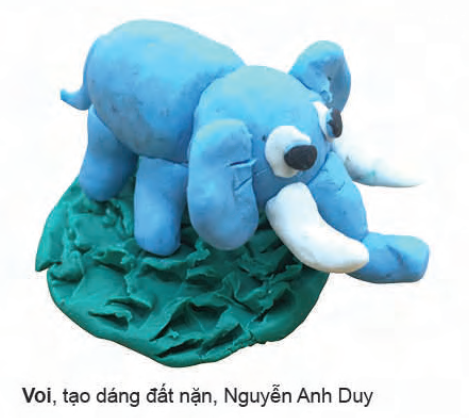 Voi, tạo dáng đất nặn, Nguyễn Anh Duy